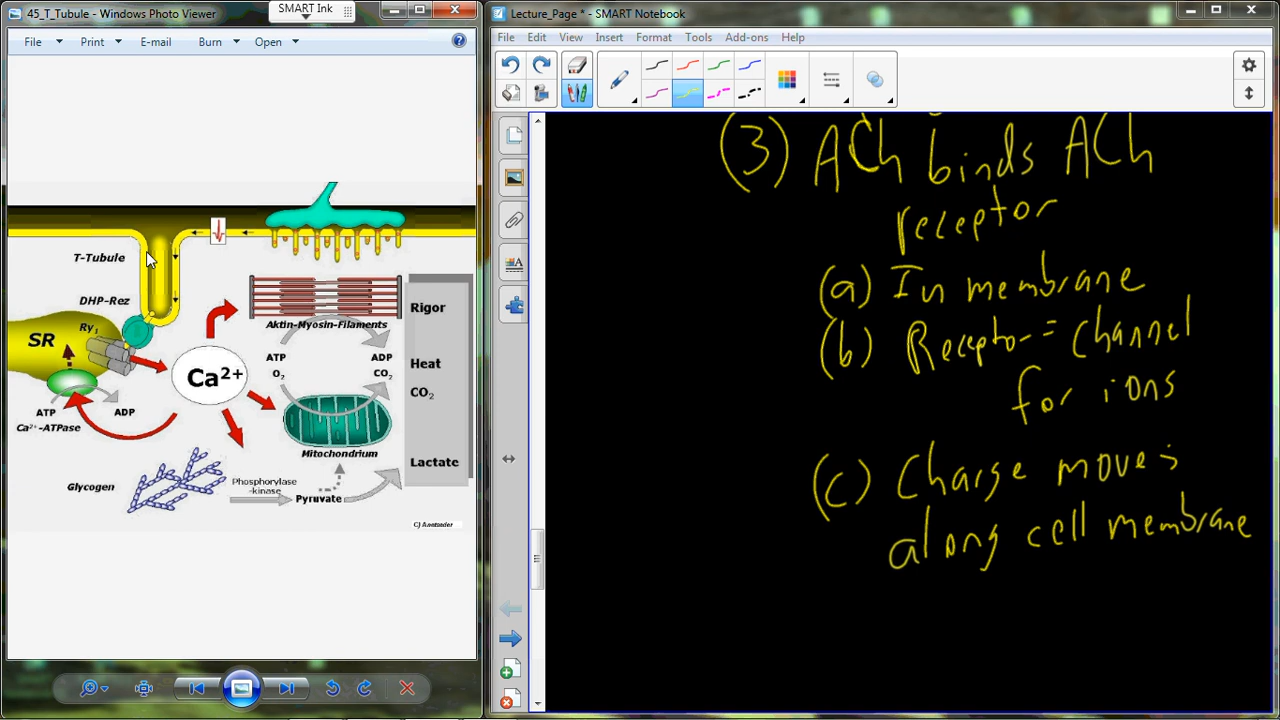 45_T_Tubule - Windows Photo Viewer
SMART Ink
File Print E-mail Burn Open
T-Tubule
DHP-Rez
SR
Ry1
Ca2+
ATP
ADP
Ca2+-ATPase
Aktin-Myosin-Filaments
ATP
O2
ADP
CO2
Mitochondrium
Glycogen
Phosphorylase
-kinase
Pyruvate
Rigor
Heat
CO2
Lactate
Lecture_Page * - SMART Notebook
File Edit View Insert Format Tools Add-ons Help
(3) ACh binds ACh
receptor
(a) In membrane
(b) Receptor = channel
for ions
(c) Charge moves
along cell membrane